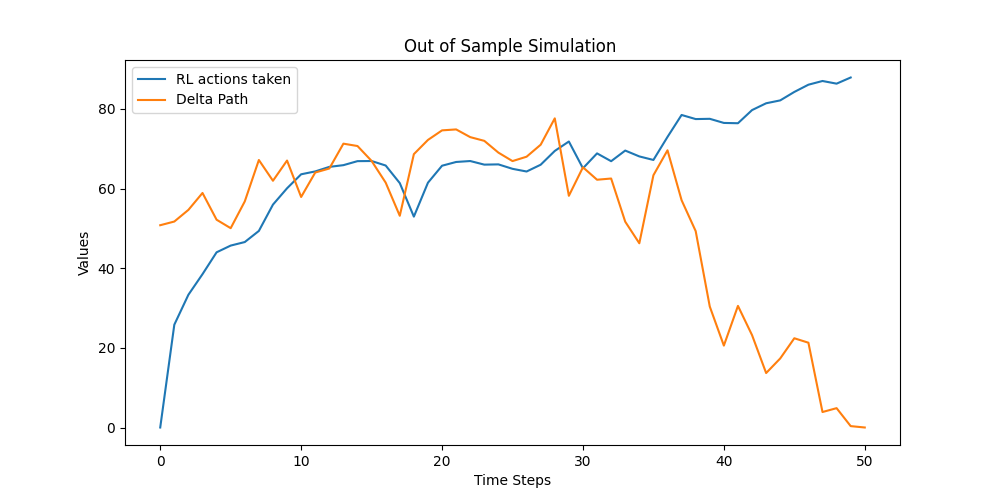 Out of Sample Simulation
RL actions taken
Delta Path
Values
80
60
40
20
0
0 10 20 30 40 50
Time Steps